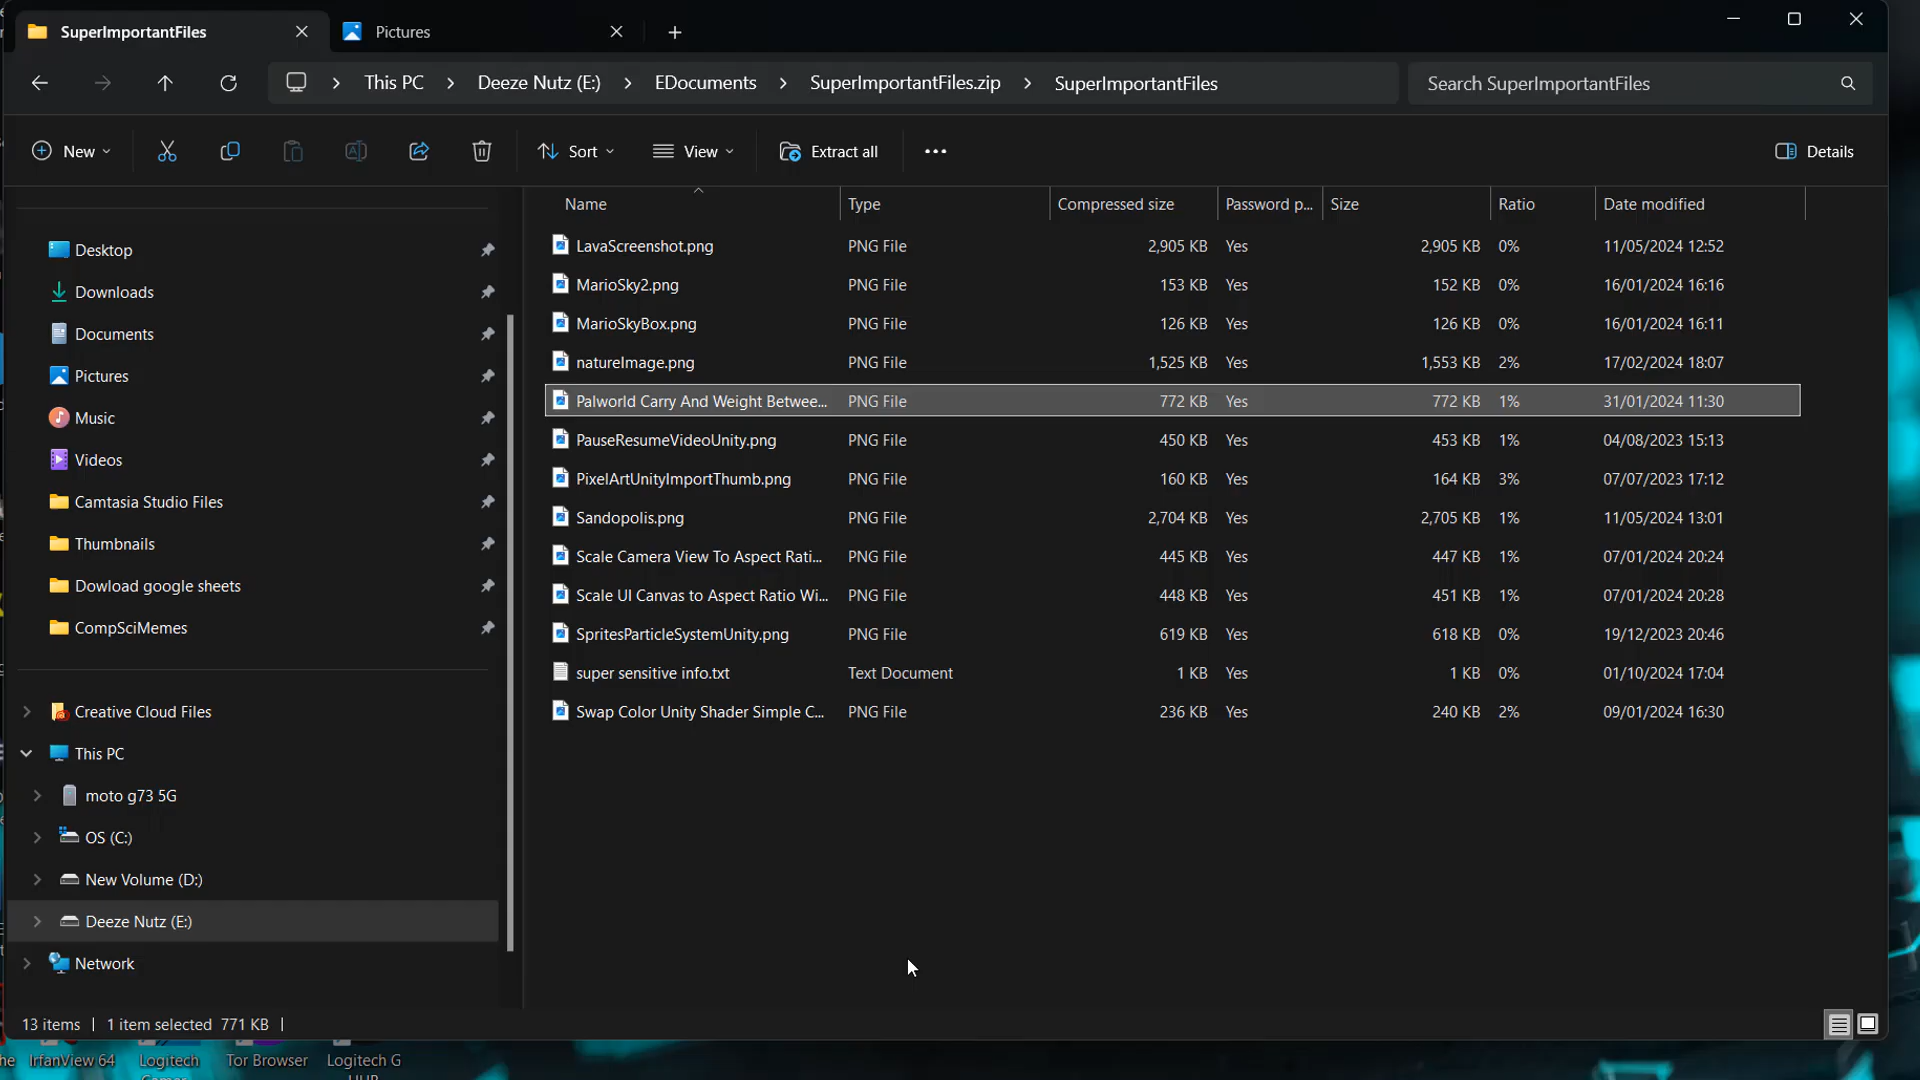 SuperImportantFiles
Pictures
This PC
Deeze Nutz (E:)
EDocuments
SuperImportantFiles.zip
SuperImportantFiles
Search SuperImportantFiles
New
Sort
View
Extract all
Details
Name Type Compressed size Password p... Size Ratio Date modified
LavaScreenshot.png PNG File 2,905 KB Yes 2,905 KB 0% 11/05/2024 12:52
MarioSky2.png PNG File 153 KB Yes 152 KB 0% 16/01/2024 16:16
MarioSkyBox.png PNG File 126 KB Yes 126 KB 0% 16/01/2024 16:11
natureImage.png PNG File 1,525 KB Yes 1,553 KB 2% 17/02/2024 18:07
Palworld Carry And Weight Betwee... PNG File 772 KB Yes 772 KB 1% 31/01/2024 11:30
PauseResumeVideoUnity.png PNG File 450 KB Yes 453 KB 1% 04/08/2023 15:13
PixelArtUnityImportThumb.png PNG File 160 KB Yes 164 KB 3% 07/07/2023 17:12
Sandopolis.png PNG File 2,704 KB Yes 2,705 KB 1% 11/05/2024 13:01
Scale Camera View To Aspect Rati... PNG File 445 KB Yes 447 KB 1% 07/01/2024 20:24
Scale UI Canvas to Aspect Ratio Wi... PNG File 448 KB Yes 451 KB 1% 07/01/2024 20:28
SpritesParticleSystemUnity.png PNG File 619 KB Yes 618 KB 0% 19/12/2023 20:46
super sensitive info.txt Text Document 1 KB Yes 1 KB 0% 01/10/2024 17:04
Swap Color Unity Shader Simple C... PNG File 236 KB Yes 240 KB 2% 09/01/2024 16:30
Desktop
Downloads
Documents
Pictures
Music
Videos
Camtasia Studio Files
Thumbnails
Dowload google sheets
CompSciMemes
Creative Cloud Files
This PC
moto g73 5G
OS (C:)
New Volume (D:)
Deeze Nutz (E:)
Network
13 items
1 item selected 771 KB
IrfanView 64
Logitech
Tor Browser
Logitech G